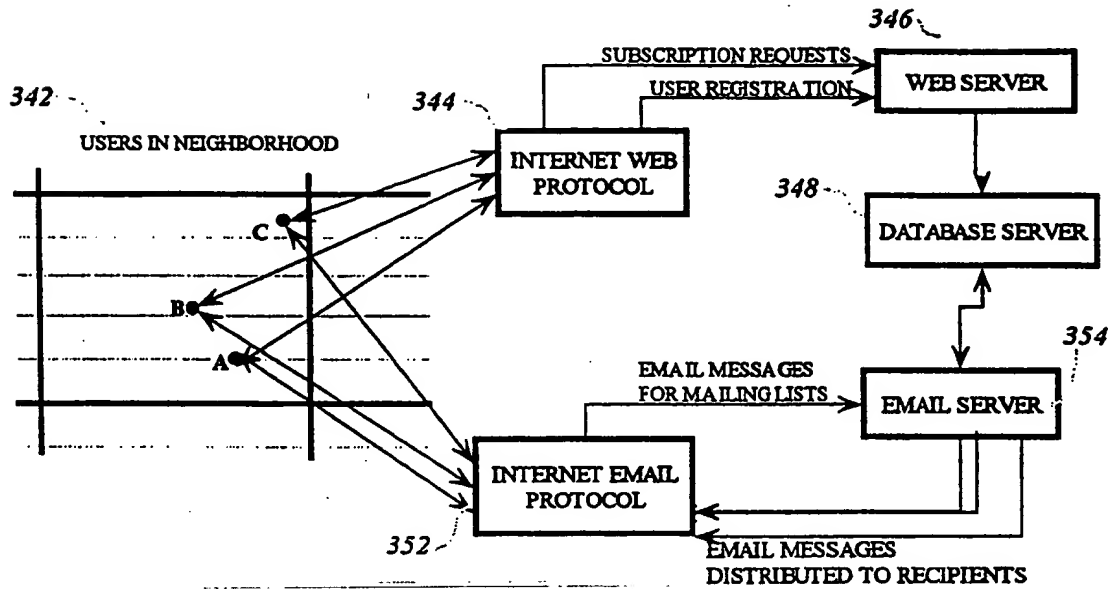 346
SUBSCRIPTION REQUESTS
WEB SERVER
USER REGISTRATION
342
344
USERS IN NEIGHBORHOOD
INTERNET WEB
PROTOCOL
348
C
DATABASE SERVER
B
A
354
EMAIL MESSAGES
FOR MAILING LISTS
EMAIL SERVER
INTERNET EMAIL
PROTOCOL
352
EMAIL MESSAGES
DISTRIBUTED TO RECIPIENTS